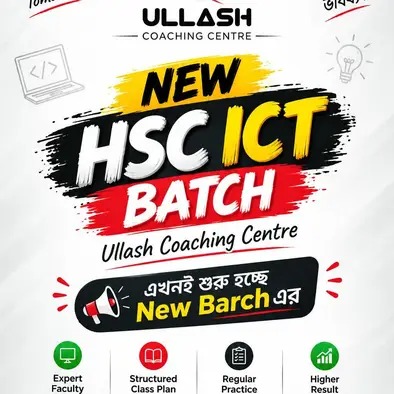 ULLASH
COACHING CENTRE
</>
NEW
HSC ICT
BATCH
Ullash Coaching Centre
এখনই শুরু হচ্ছে
New Barch এর
Expert
Faculty
Structured
Class Plan
Regular
Practice
Higher
Result